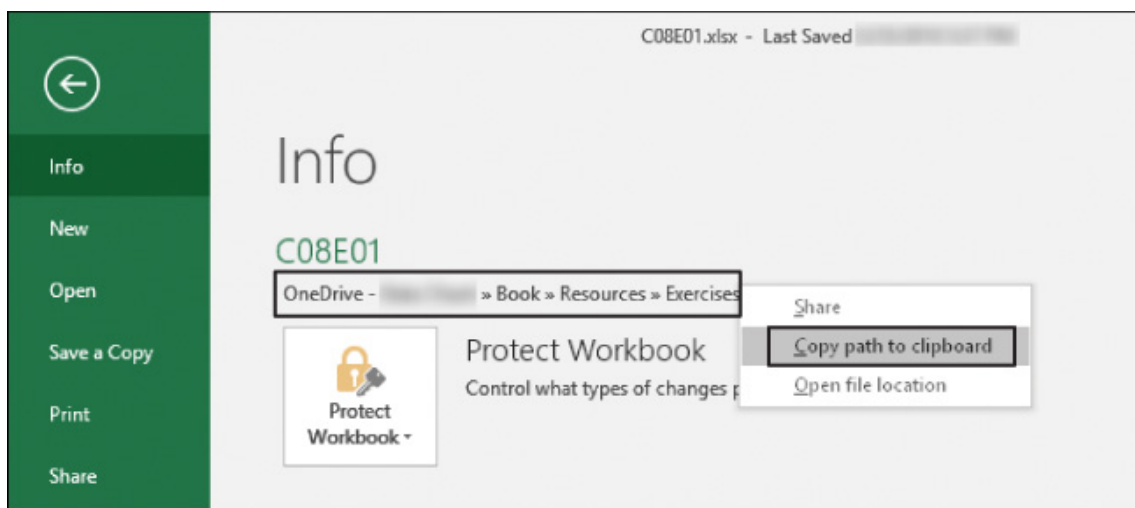 C08E01.xlsx - Last Saved
Info
Info
New
C08E01
Open
OneDrive - » Book » Resources » Exercises
Share
Save a Copy
Protect Workbook
Copy path to clipboard
Control what types of changes p
Open file location
Print
Protect
Workbook
Share